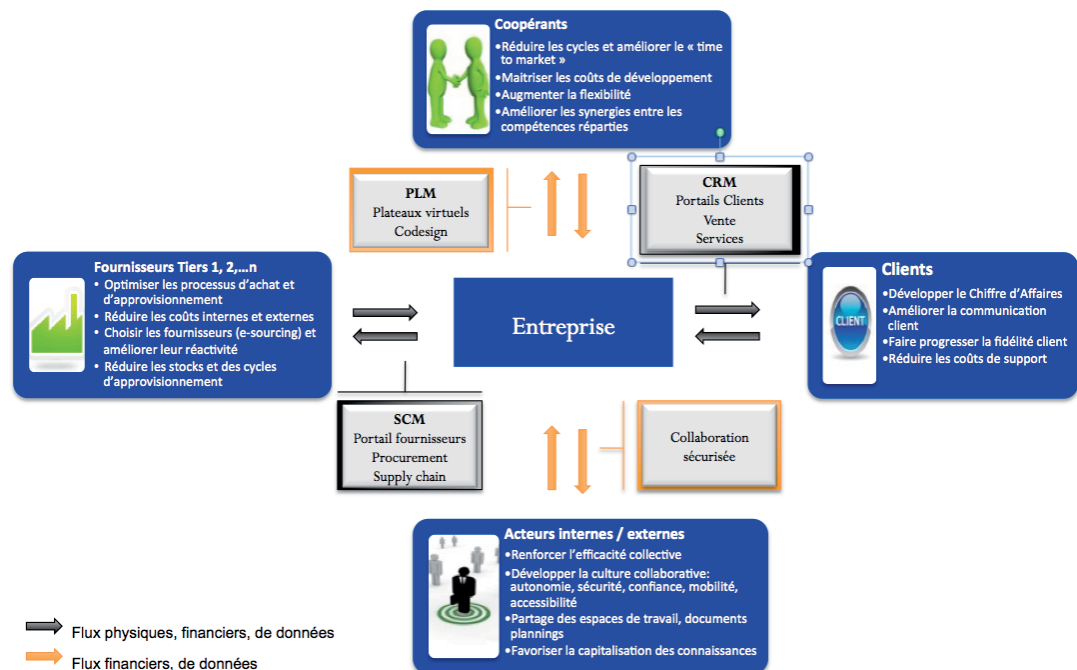 Coopérants
•Réduire les cycles et améliorer le « time
to market »
•Maitriser les coûts de développement
•Augmenter la flexibilité
•Améliorer les synergies entre les
compétences réparties
PLM
Plateaux virtuels
Codesign
CRM
Portails Clients
Vente
Services
Fournisseurs Tiers 1, 2,...n
• Optimiser les processus d'achat et
d'approvisionnement
• Réduire les coûts internes et externes
• Choisir les fournisseurs (e-sourcing) et
améliorer leur réactivité
• Réduire les stocks et des cycles
d'approvisionnement
Entreprise
CLIENT
Clients
•Développer le Chiffre d'Affaires
•Améliorer la communication
client
•Faire progresser la fidélité client
•Réduire les coûts de support
SCM
Portail fournisseurs
Procurement
Supply chain
Collaboration
sécurisée
Acteurs internes / externes
•Renforcer l'efficacité collective
•Développer la culture collaborative:
autonomie, sécurité, confiance, mobilité,
accessibilité
•Partage des espaces de travail, documents
plannings
•Favoriser la capitalisation des connaissances
Flux physiques, financiers, de données
Flux financiers, de données